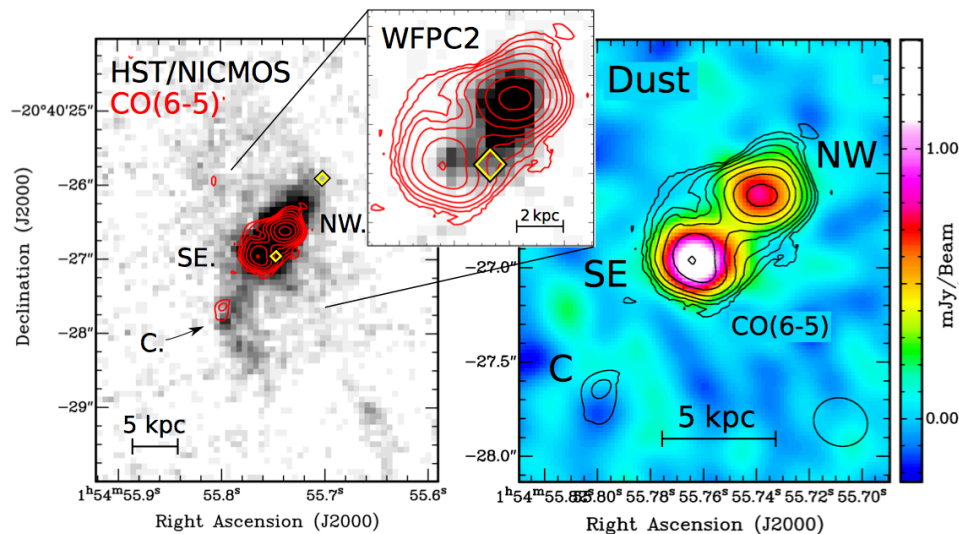 HST/NICMOS
CO(6-5)
WFPC2
2 kpc
Dust
NW.
SE.
C.
5 kpc
NW
SE
CO(6-5)
C
5 kpc
-20°40'25"
-26"
-27"
-28"
-29"
Declination (J2000)
1ʰ54ᵐ55.9ˢ 55.8ˢ 55.7ˢ 55.6ˢ
Right Ascension (J2000)
-27.0"
-27.5"
-28.0"
1ʰ54ᵐ55.82ˢ 55.80ˢ 55.78ˢ 55.76ˢ 55.74ˢ 55.72ˢ 55.70ˢ
Right Ascension (J2000)
1.00
0.00
mJy/Beam